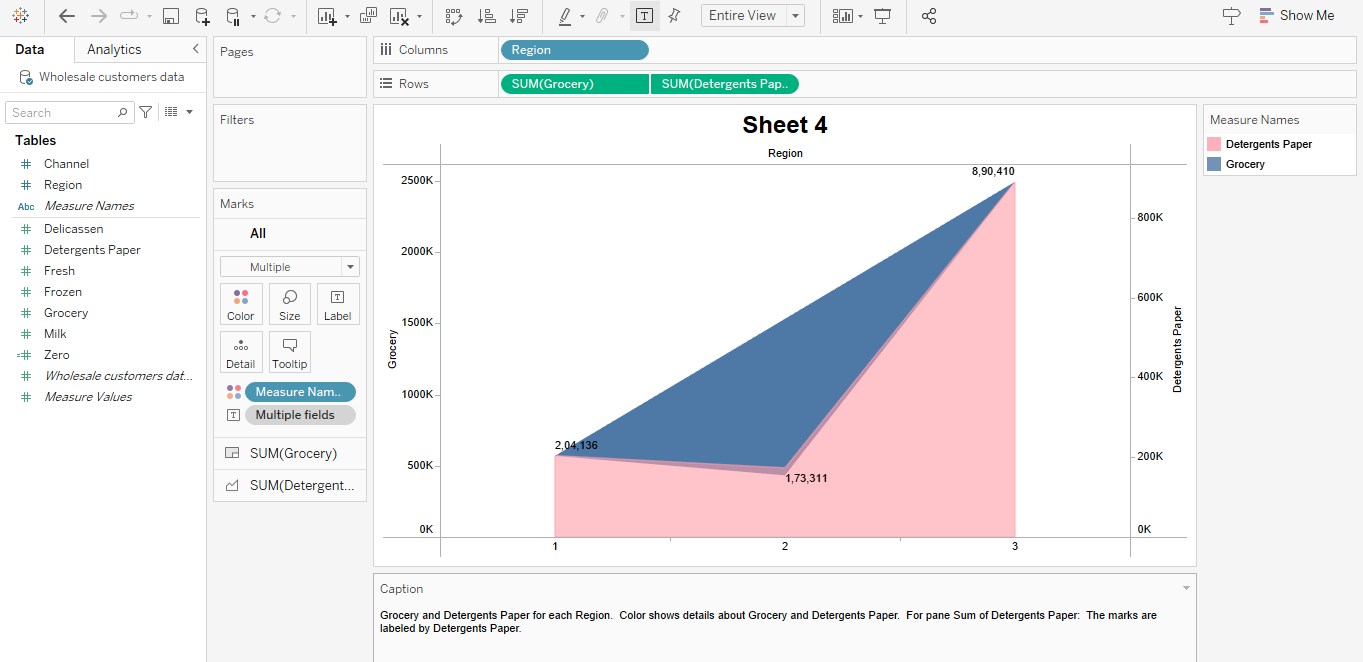 Entire View
Show Me
Data
Analytics
Wholesale customers data
Search
Tables
Channel
Region
Abc
Measure Names
Delicassen
Detergents Paper
Fresh
Frozen
Grocery
Milk
Zero
Wholesale customers dat...
Measure Values
Pages
Filters
Marks
All
Multiple
Color
Size
Label
Detail
Tooltip
Measure Nam..
Multiple fields
SUM(Grocery)
SUM(Detergent...
Columns
Region
Rows
SUM(Grocery)
SUM(Detergents Pap..
Sheet 4
Region
Grocery
2500K
2000K
1500K
1000K
500K
0K
8,90,410
2,04,136
1,73,311
1
2
3
800K
600K
400K
200K
0K
Detergents Paper
Caption
Grocery and Detergents Paper for each Region. Color shows details about Grocery and Detergents Paper. For pane Sum of Detergents Paper: The marks are
labeled by Detergents Paper.
Measure Names
Detergents Paper
Grocery